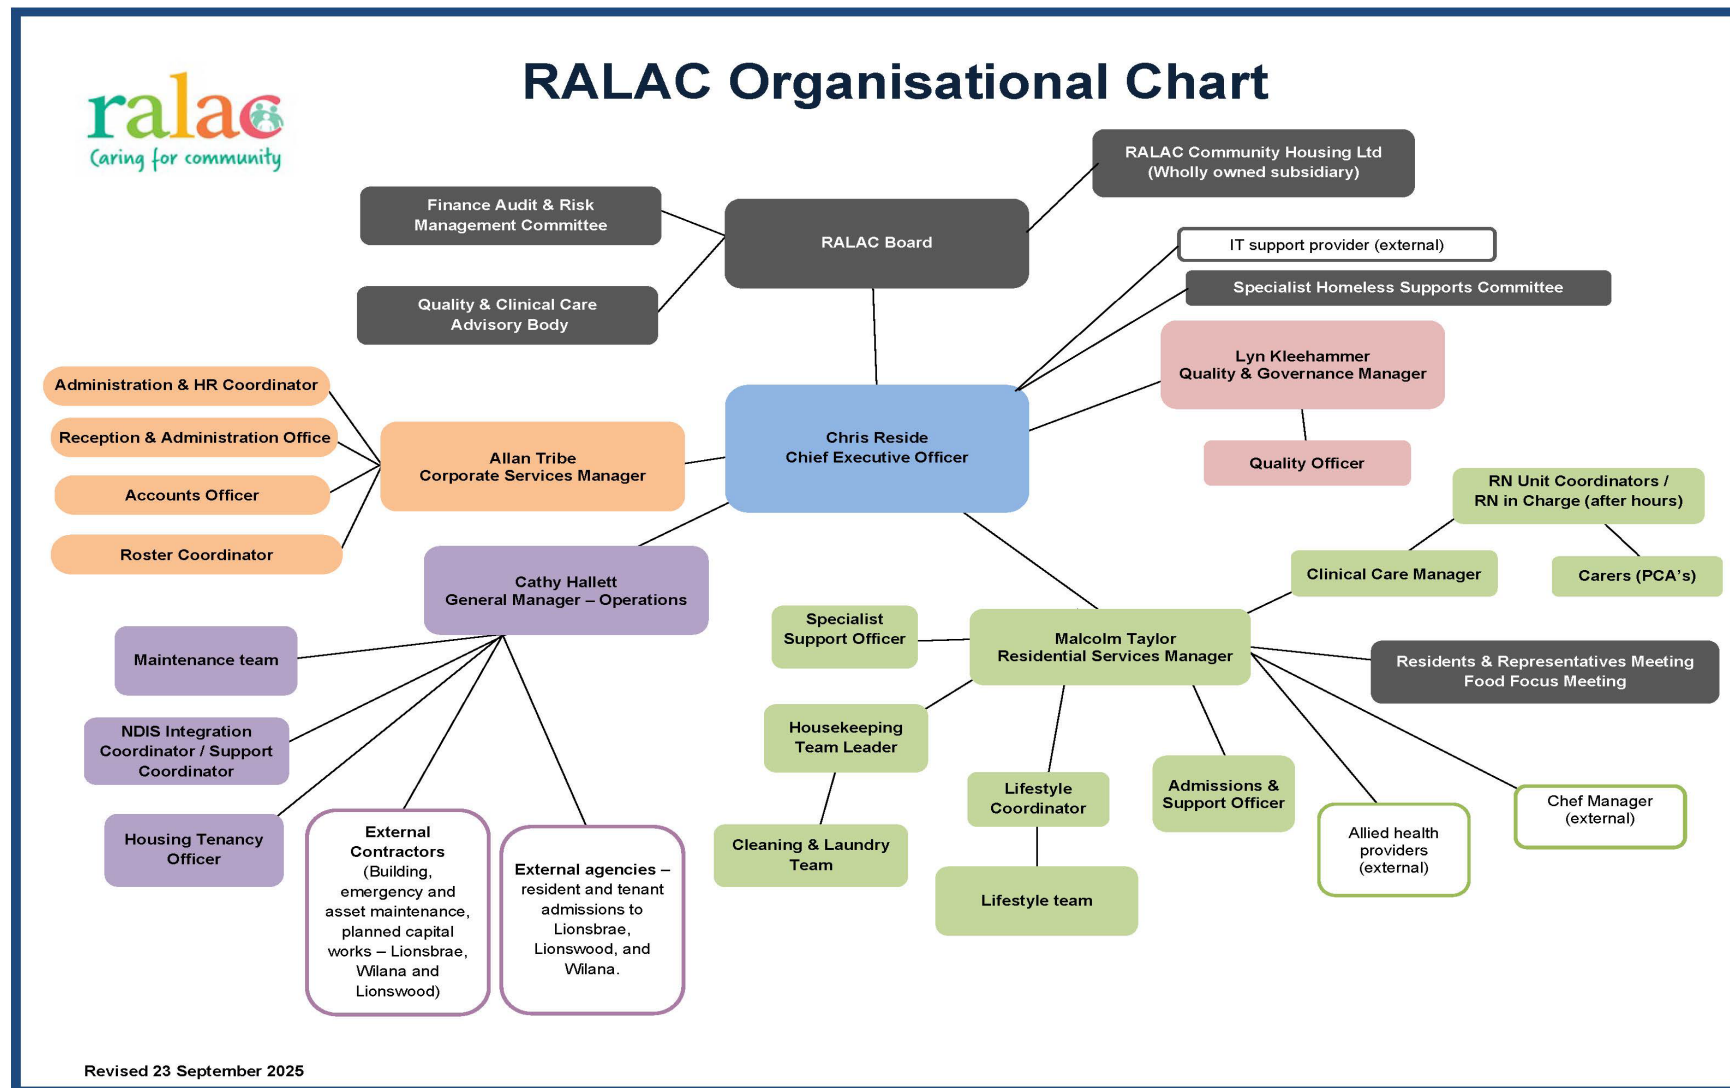 RALAC Organisational Chart
ralac
Caring for community
RALAC Community Housing Ltd
(Wholly owned subsidiary)
Finance Audit & Risk
Management Committee
RALAC Board
IT support provider (external)
Specialist Homeless Supports Committee
Quality & Clinical Care
Advisory Body
Lyn Kleehammer
Quality & Governance Manager
Administration & HR Coordinator
Reception & Administration Office
Accounts Officer
Roster Coordinator
Allan Tribe
Corporate Services Manager
Chris Reside
Chief Executive Officer
Quality Officer
RN Unit Coordinators /
RN in Charge (after hours)
Clinical Care Manager
Carers (PCA's)
Cathy Hallett
General Manager – Operations
Specialist
Support Officer
Malcolm Taylor
Residential Services Manager
Residents & Representatives Meeting
Food Focus Meeting
Maintenance team
NDIS Integration
Coordinator / Support
Coordinator
Housing Tenancy
Officer
External
Contractors
(Building,
emergency and
asset maintenance,
planned capital
works – Lionsbrae,
Wilana and
Lionswood)
External agencies –
resident and tenant
admissions to
Lionsbrae,
Lionswood, and
Wilana.
Housekeeping
Team Leader
Cleaning & Laundry
Team
Lifestyle
Coordinator
Lifestyle team
Admissions &
Support Officer
Allied health
providers
(external)
Chef Manager
(external)
Revised 23 September 2025